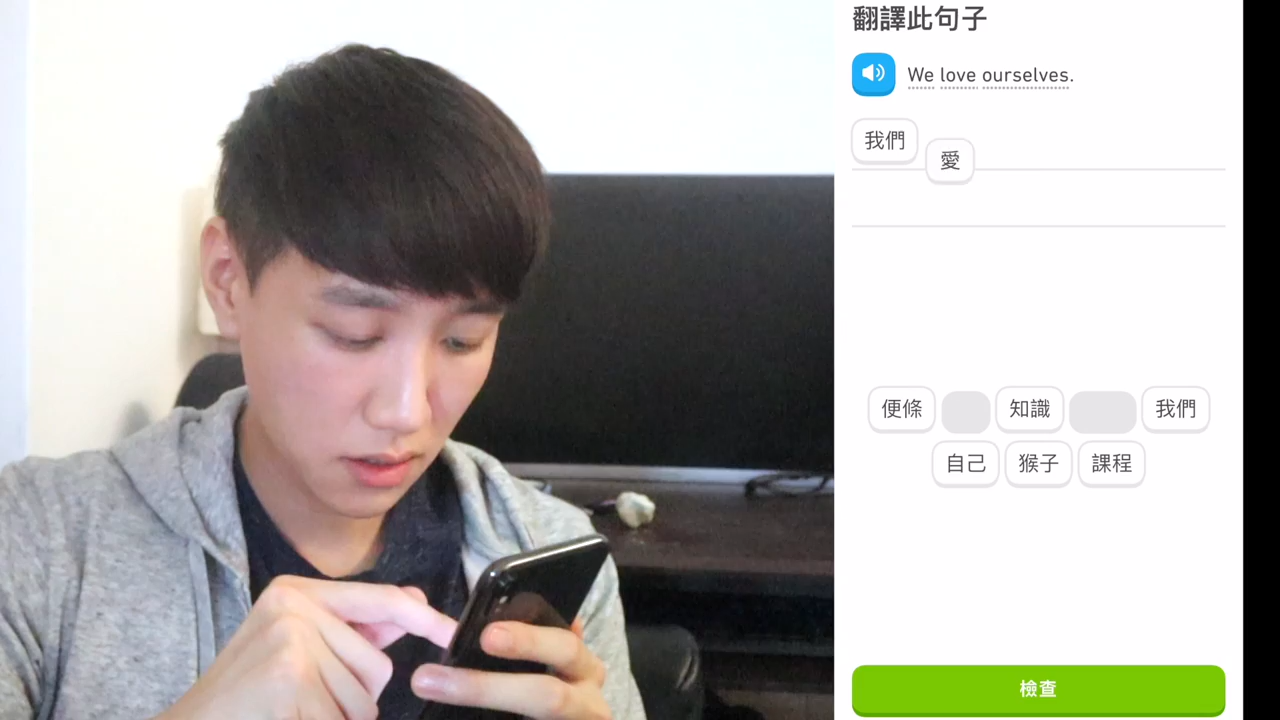 翻譯此句子
We love ourselves.
我們 愛
便條 知識 我們
自己 猴子 課程
檢查